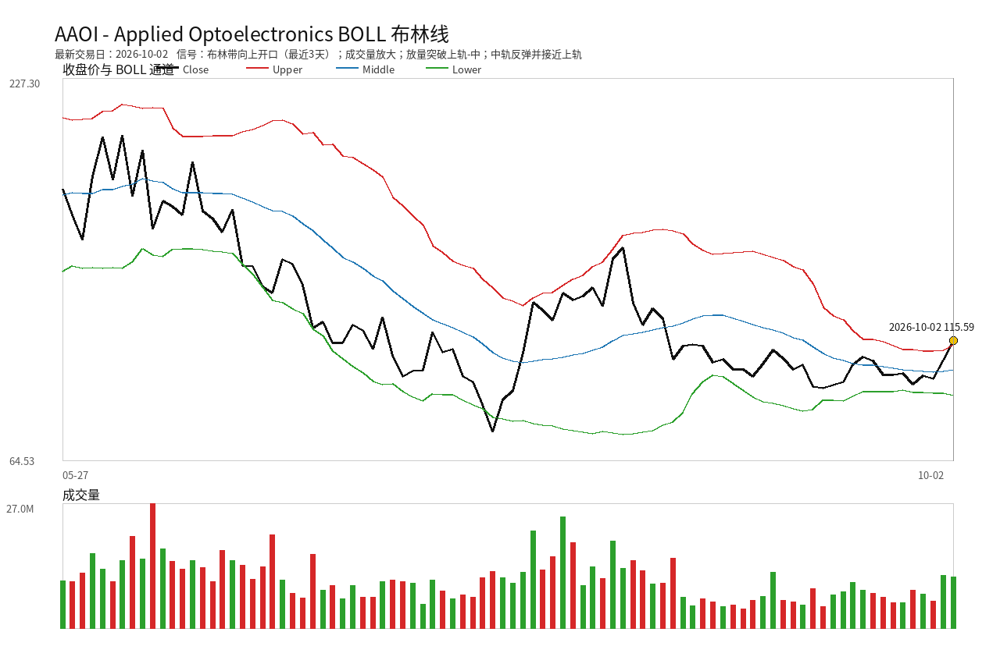 AAOI - Applied Optoelectronics BOLL 布林线
最新交易日：2026-10-02 信号：布林带向上开口（最近3天）；成交量放大；放量突破上轨-中；中轨反弹并接近上轨
收盘价与 BOLL 通道 Close Upper Middle Lower
227.30
2026-10-02 115.59
64.53
05-27 10-02
成交量
27.0M